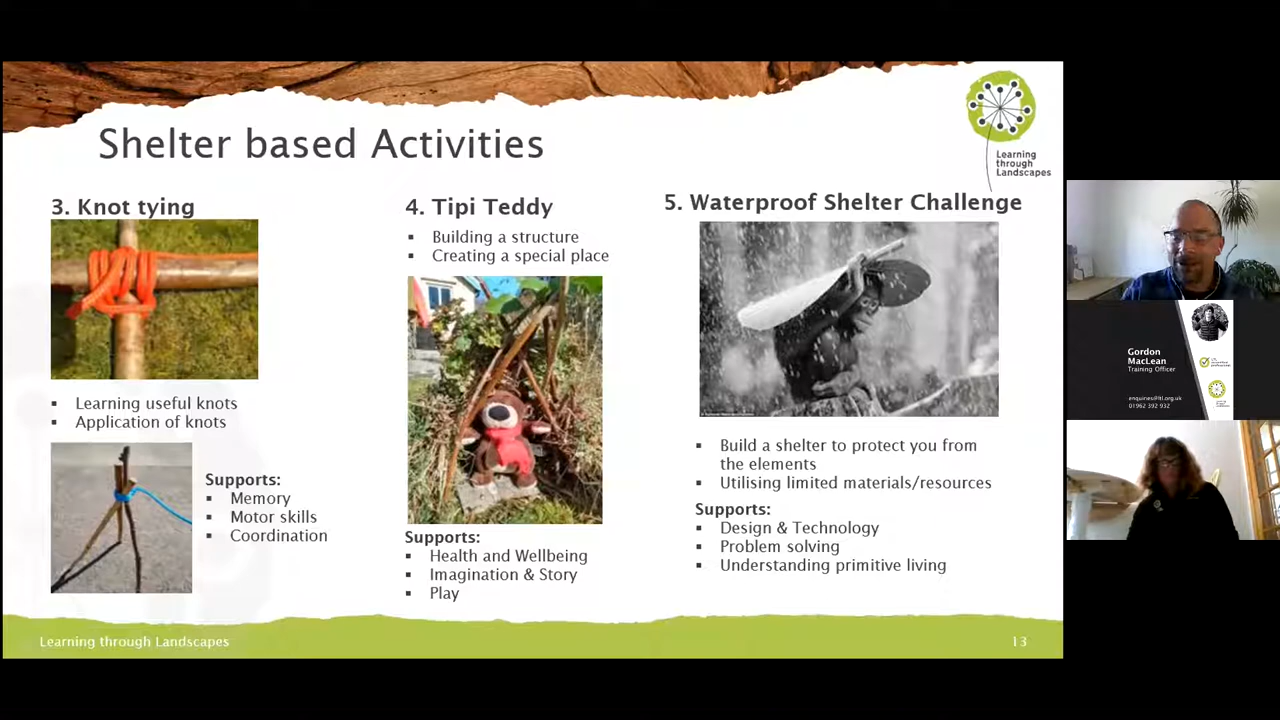 Shelter based Activities
Learning
through
Landscapes
3. Knot tying
▪ Learning useful knots
▪ Application of knots
Supports:
▪ Memory
▪ Motor skills
▪ Coordination
4. Tipi Teddy
▪ Building a structure
▪ Creating a special place
Supports:
▪ Health and Wellbeing
▪ Imagination & Story
▪ Play
5. Waterproof Shelter Challenge
▪ Build a shelter to protect you from
the elements
▪ Utilising limited materials/resources
Supports:
▪ Design & Technology
▪ Problem solving
▪ Understanding primitive living
Learning through Landscapes
13
Gordon
MacLean
Training Officer
enquiries@ltl.org.uk
01962 392 932